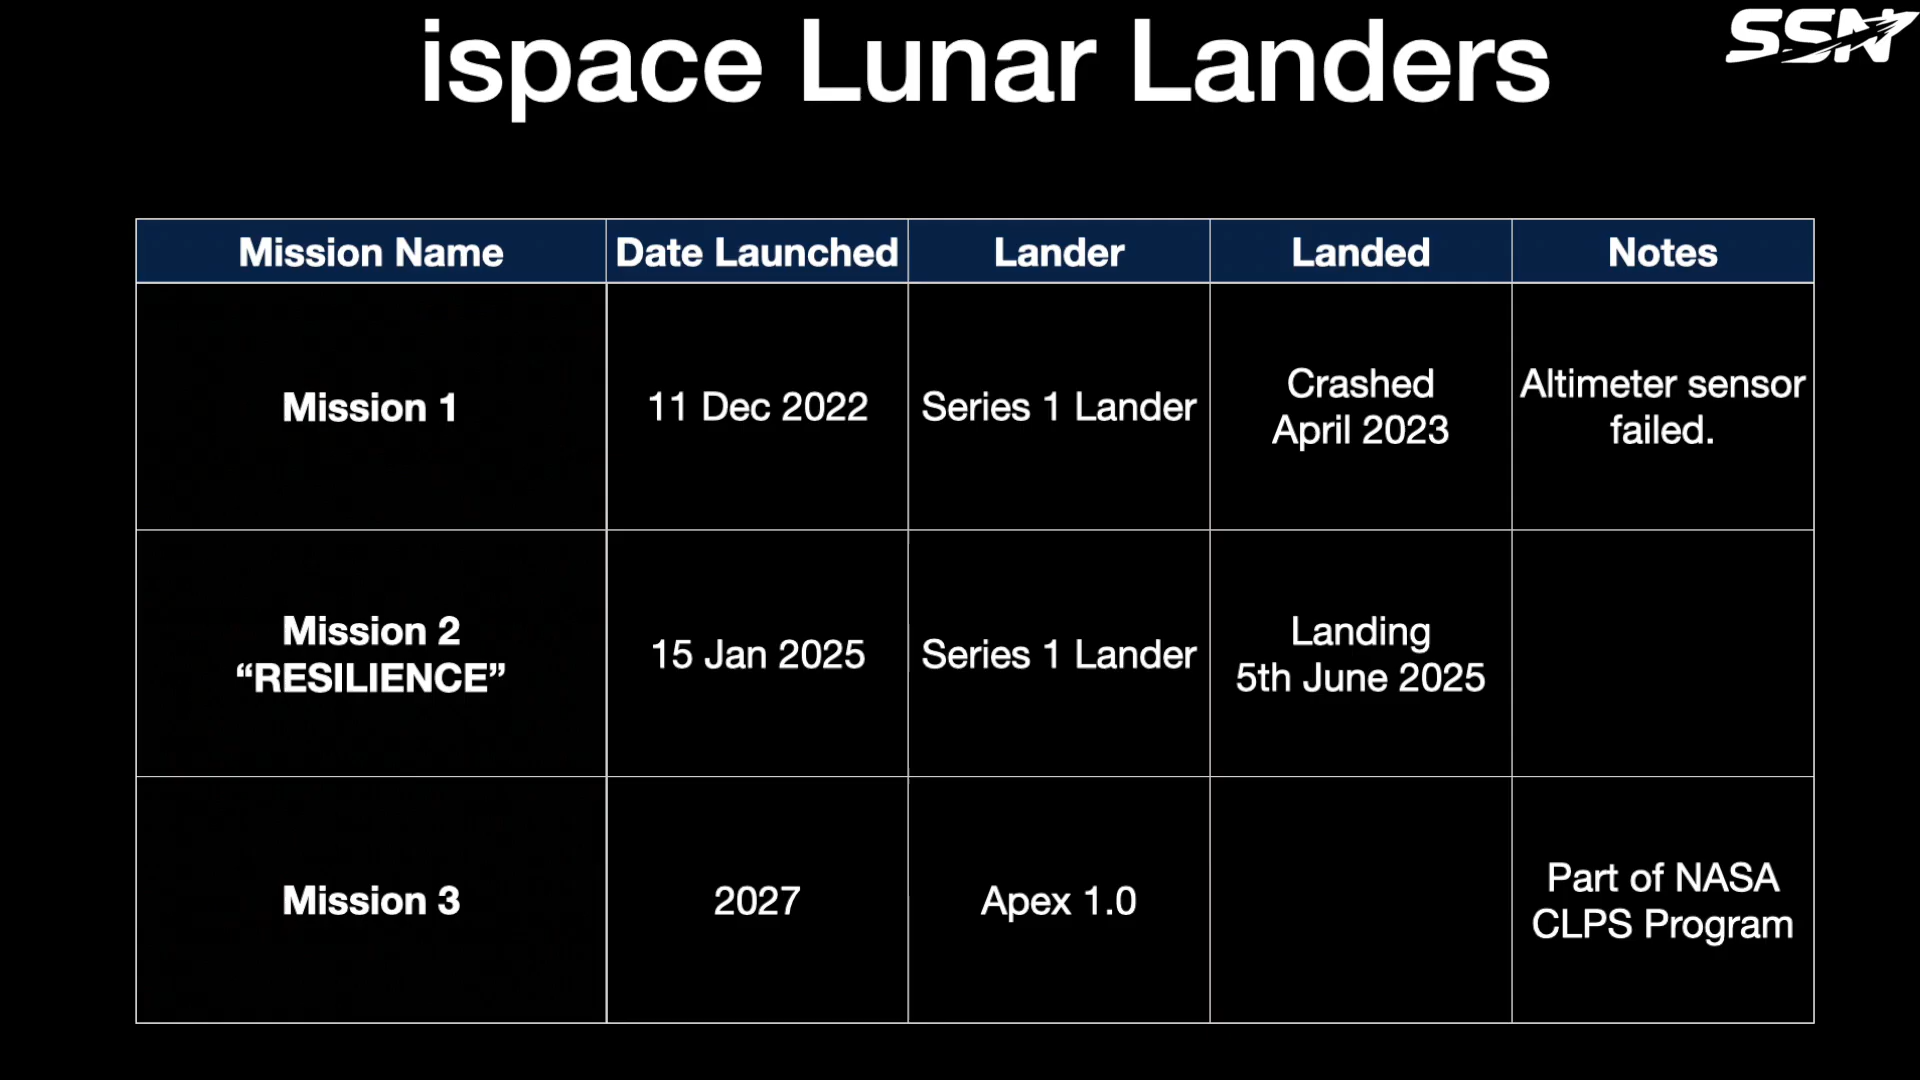 ispace Lunar Landers
SSN
Mission Name
Date Launched
Lander
Landed
Notes
Mission 1
11 Dec 2022
Series 1 Lander
Crashed
April 2023
Altimeter sensor
failed.
Mission 2
“RESILIENCE”
15 Jan 2025
Series 1 Lander
Landing
5th June 2025
Mission 3
2027
Apex 1.0
Part of NASA
CLPS Program